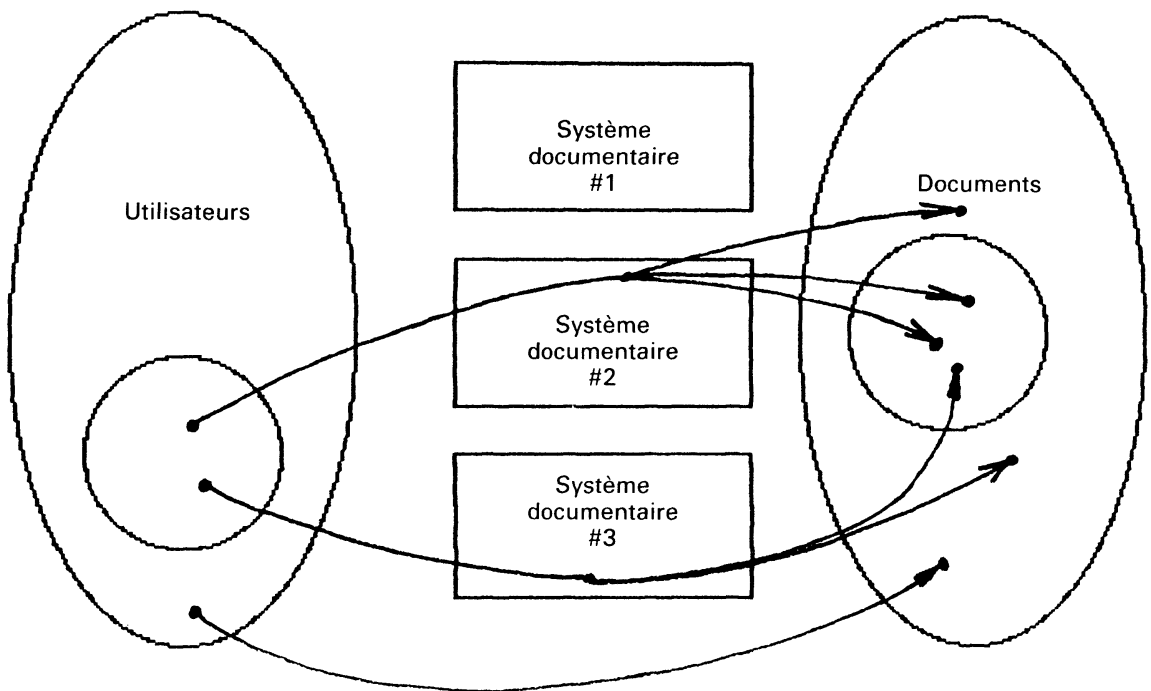 Utilisateurs
Système
documentaire
#1
Système
documentaire
#2
Système
documentaire
#3
Documents